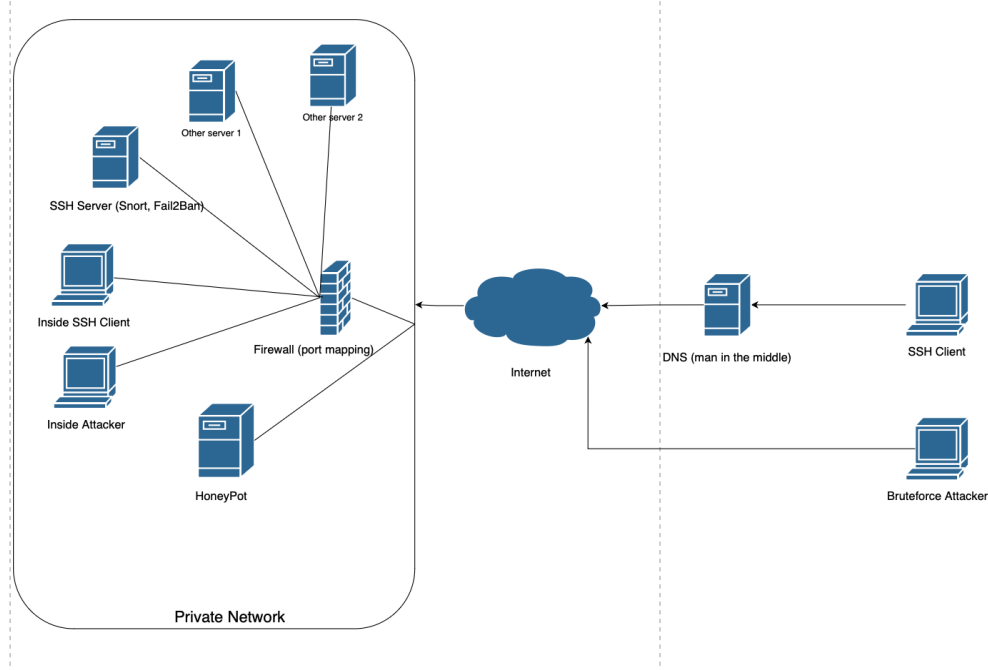 Other server 1
Other server 2
SSH Server (Snort, Fail2Ban)
Inside SSH Client
Firewall (port mapping)
Internet
DNS (man in the middle)
SSH Client
Inside Attacker
HoneyPot
Bruteforce Attacker
Private Network